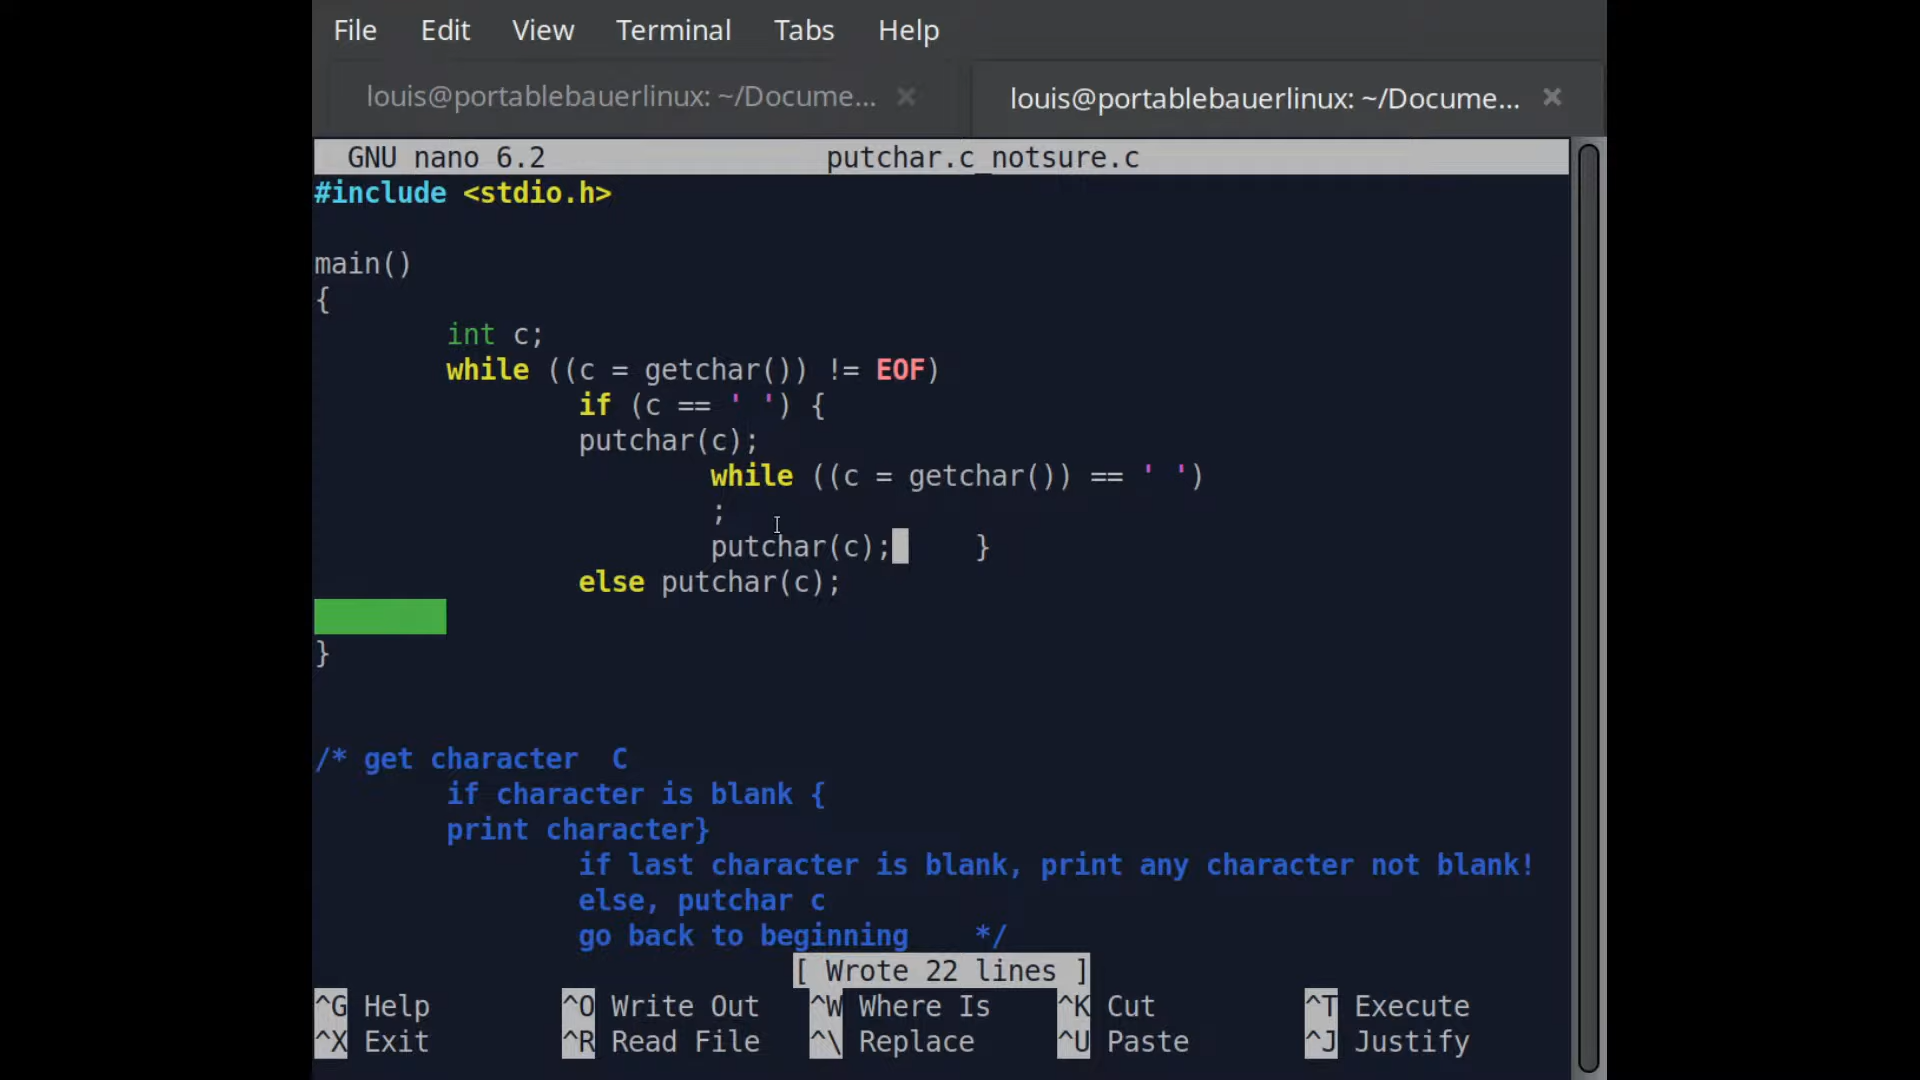 File Edit View Terminal Tabs Help
louis@portablebauerlinux: ~/Docume... × louis@portablebauerlinux: ~/Docume... ×
GNU nano 6.2 putchar.c_notsure.c
#include <stdio.h>
main()
{
int c;
while ((c = getchar()) != EOF)
if (c == ' ') {
putchar(c);
while ((c = getchar()) == ' ')
;
putchar(c); }
else putchar(c);
}
/* get character C
if character is blank {
print character}
if last character is blank, print any character not blank!
else, putchar c
go back to beginning */
[ Wrote 22 lines ]
^G Help ^O Write Out ^W Where Is ^K Cut ^T Execute
^X Exit ^R Read File ^\ Replace ^U Paste ^J Justify